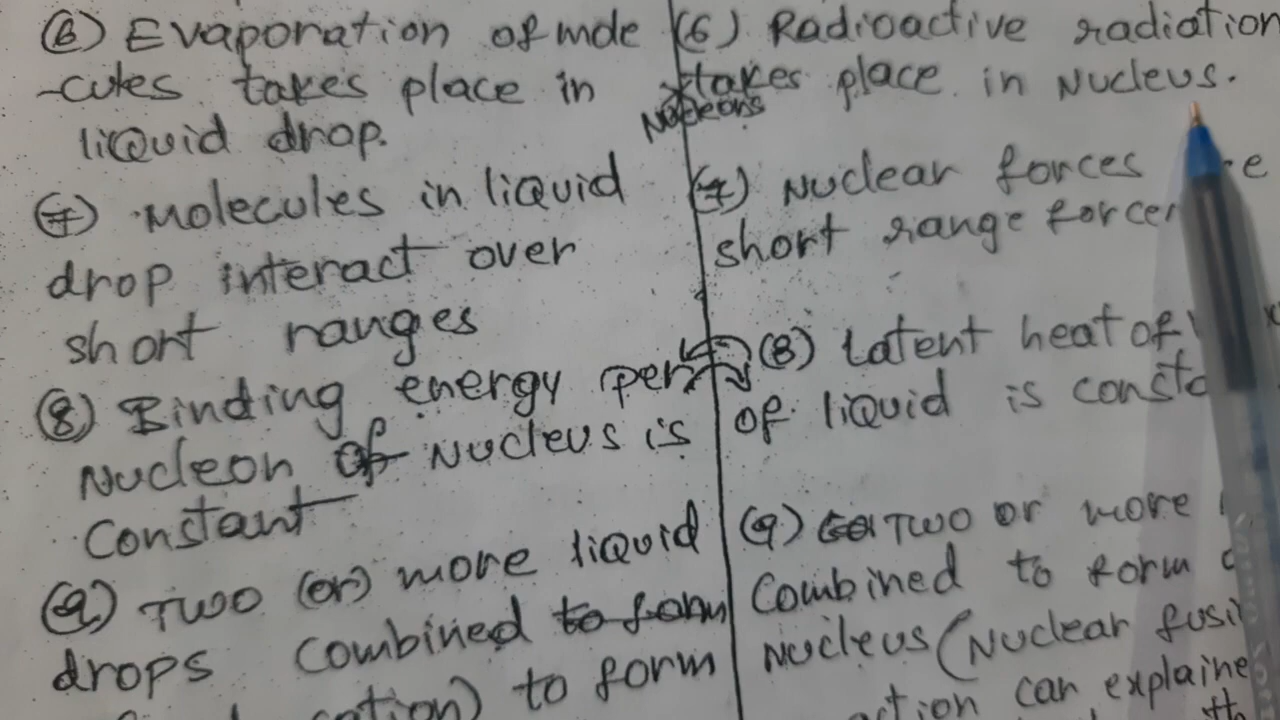 (6) Evaporation of mole
-cules takes place in
liquid drop.
(7) Molecules in liquid
drop interact over
short ranges
(8) Binding energy per
Nucleon of Nucleus is
Constant
(9) Two (or) more liquid
drops combined to form
to form
(6) Radioactive radiation
takes place in Nucleus.
Nucleons
(7) Nuclear forces
short range forces
(8) Latent heat of
of liquid is
(9) Two or more
Combined to form
Nucleus (Nuclear
can